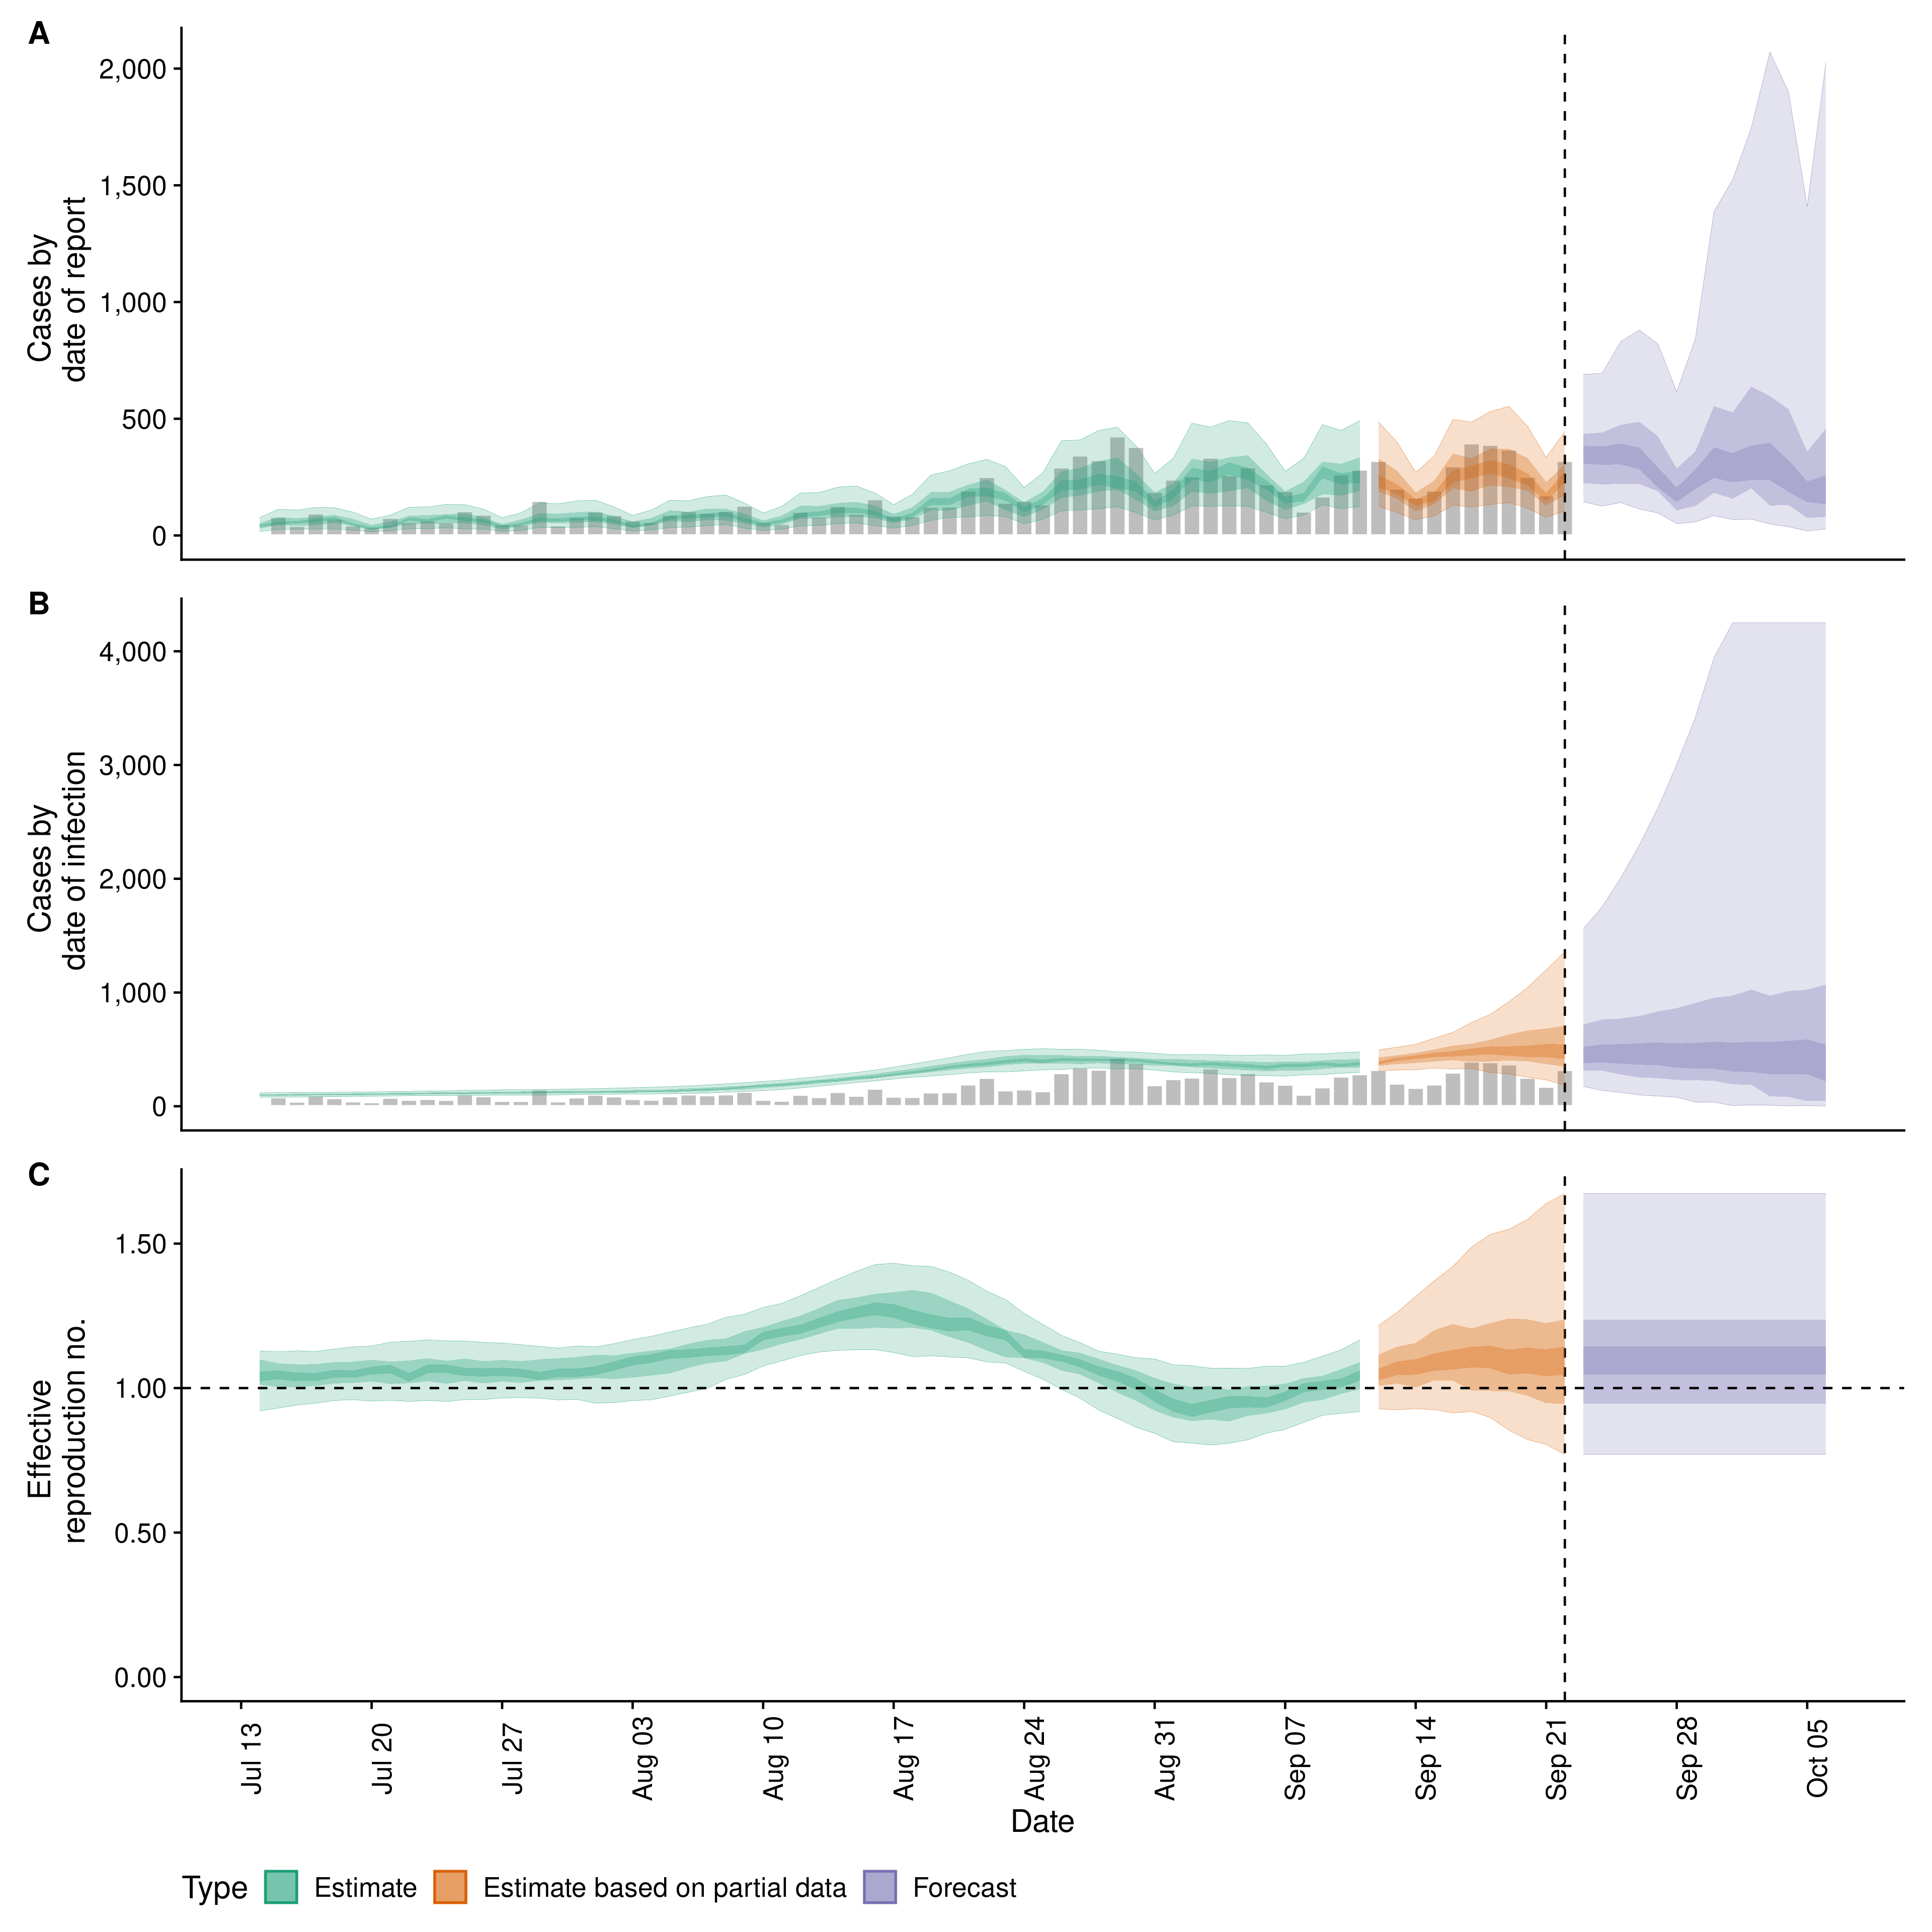 A
2,000
1,500
1,000
500
0
Cases by
date of report
B
4,000
3,000
2,000
1,000
0
Cases by
date of infection
C
1.50
1.00
0.50
0.00
Effective
reproduction no.
Jul 13
Jul 20
Jul 27
Aug 03
Aug 10
Aug 17
Aug 24
Aug 31
Sep 07
Sep 14
Sep 21
Sep 28
Oct 05
Date
Type Estimate Estimate based on partial data Forecast